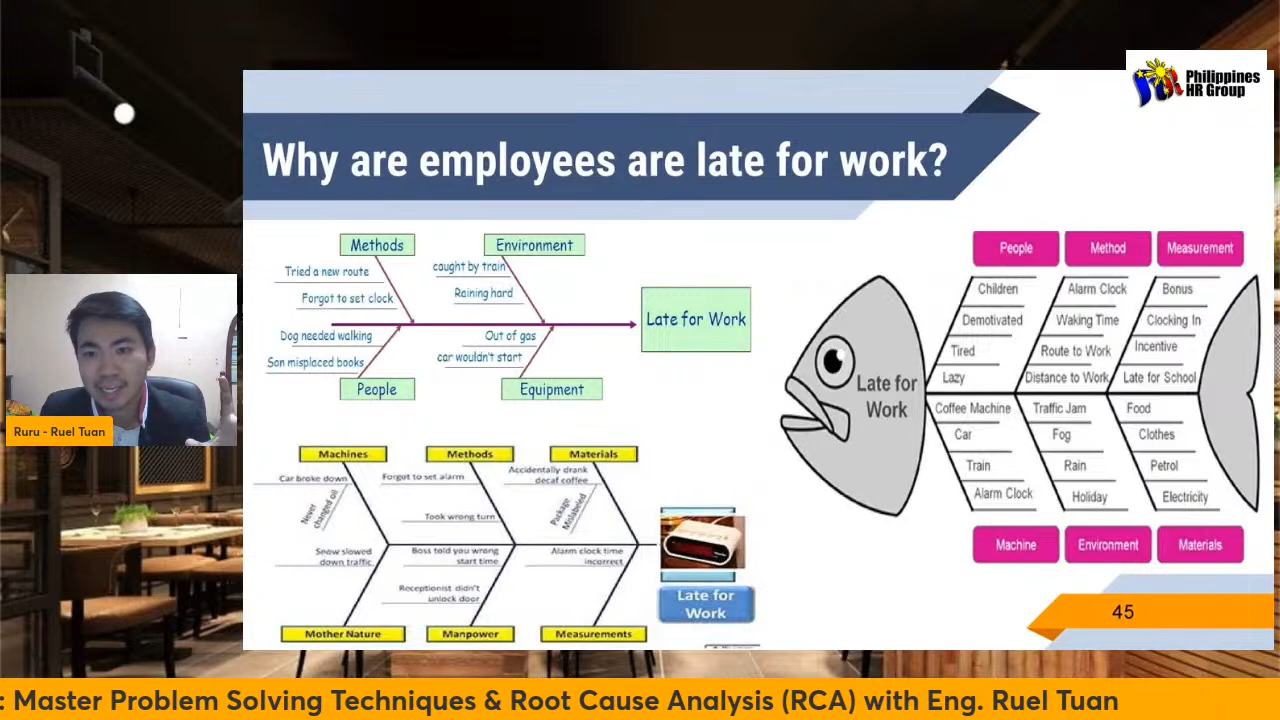 Philippines
HR Group
Why are employees are late for work?
Methods
Environment
Tried a new route
Forgot to set clock
caught by train
Raining hard
Late for Work
Dog needed walking
Son misplaced books
Out of gas
car wouldn't start
People
Equipment
People
Method
Measurement
Children
Demotivated
Tired
Lazy
Alarm Clock
Waking Time
Route to Work
Distance to Work
Bonus
Clocking In
Incentive
Late for School
Late for
Work
Coffee Machine
Car
Train
Alarm Clock
Traffic Jam
Fog
Rain
Holiday
Food
Clothes
Petrol
Electricity
Machine
Environment
Materials
Machines
Methods
Materials
Car broke down
Never
changed oil
Forgot to set alarm
Took wrong turn
Accidentally drank
decaf coffee
Package
Mislabeled
Snow slowed
down traffic
Boss told you wrong
start time
Receptionist didn't
unlock door
Alarm clock time
incorrect
Late for
Work
Mother Nature
Manpower
Measurements
45
Ruru - Ruel Tuan
: Master Problem Solving Techniques & Root Cause Analysis (RCA) with Eng. Ruel Tuan